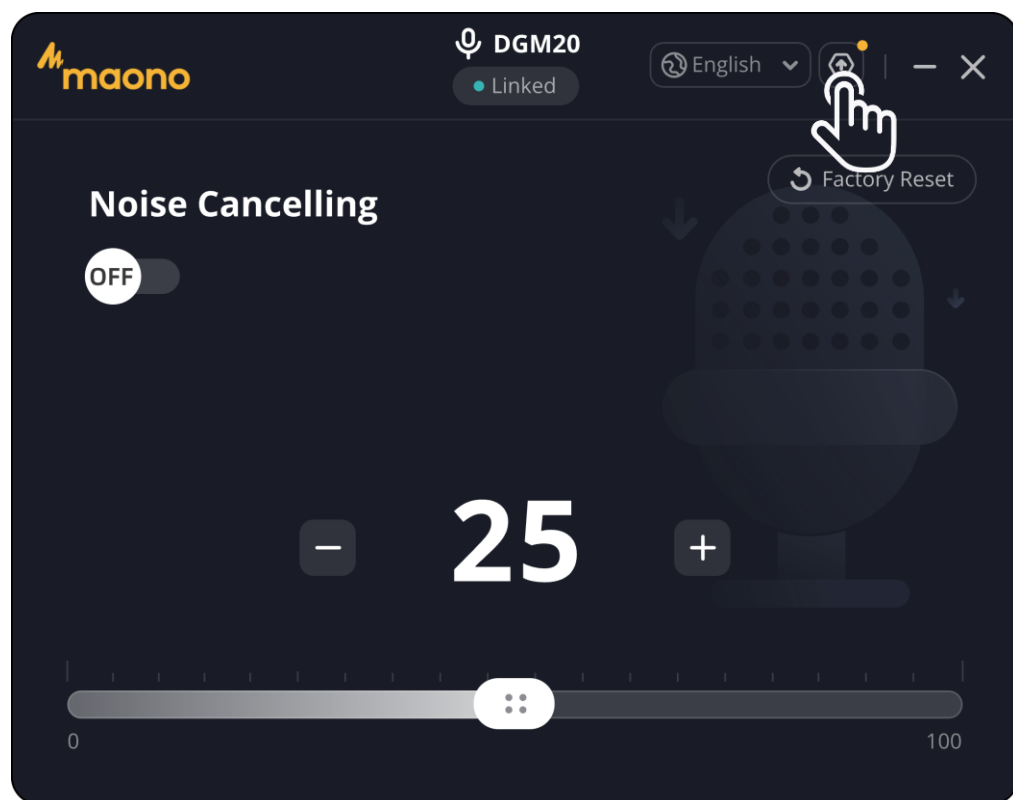 maono
DGM20
Linked
English
Factory Reset
Noise Cancelling
OFF
25
0
100